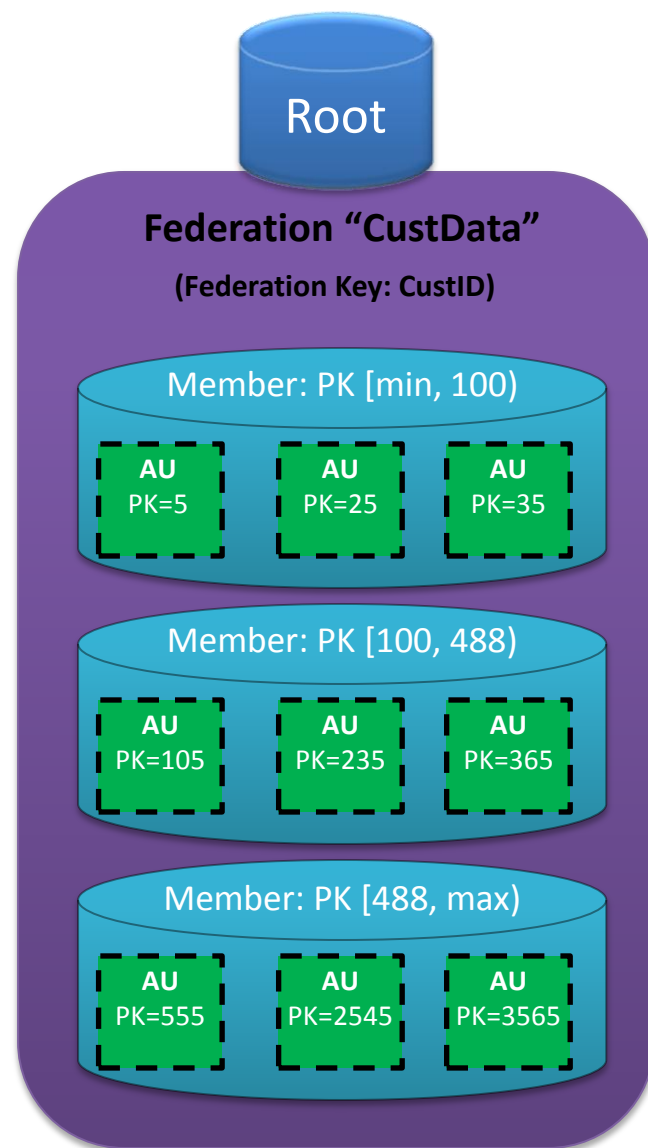 Root
Federation “CustData”
(Federation Key: CustID)
Member: PK [min, 100)
AU
PK=5
AU
PK=25
AU
PK=35
Member: PK [100, 488)
AU
PK=105
AU
PK=235
AU
PK=365
Member: PK [488, max)
AU
PK=555
AU
PK=2545
AU
PK=3565